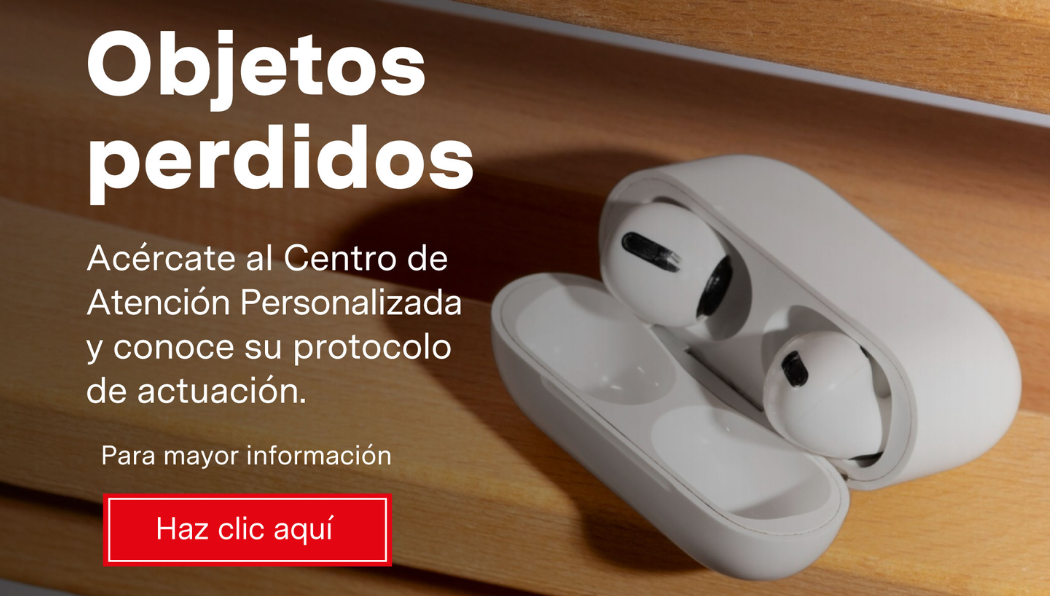 Objetos
perdidos
Acércate al Centro de
Atención Personalizada
y conoce su protocolo
de actuación.
Para mayor información
Haz clic aquí